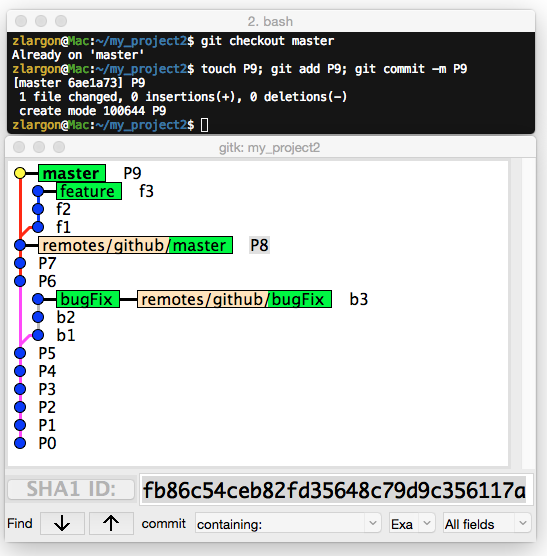 2. bash
zlargon@Mac:~/my_project2$ git checkout master
Already on 'master'
zlargon@Mac:~/my_project2$ touch P9; git add P9; git commit -m P9
[master 6ae1a73] P9
1 file changed, 0 insertions(+), 0 deletions(-)
create mode 100644 P9
zlargon@Mac:~/my_project2$
gitk: my_project2
master P9
feature f3
f2
f1
remotes/github/master P8
P7
P6
bugFix remotes/github/bugFix b3
b2
b1
P5
P4
P3
P2
P1
P0
SHA1 ID: fb86c54ceb82fd35648c79d9c356117a
Find ↓ ↑ commit containing: Exa All fields